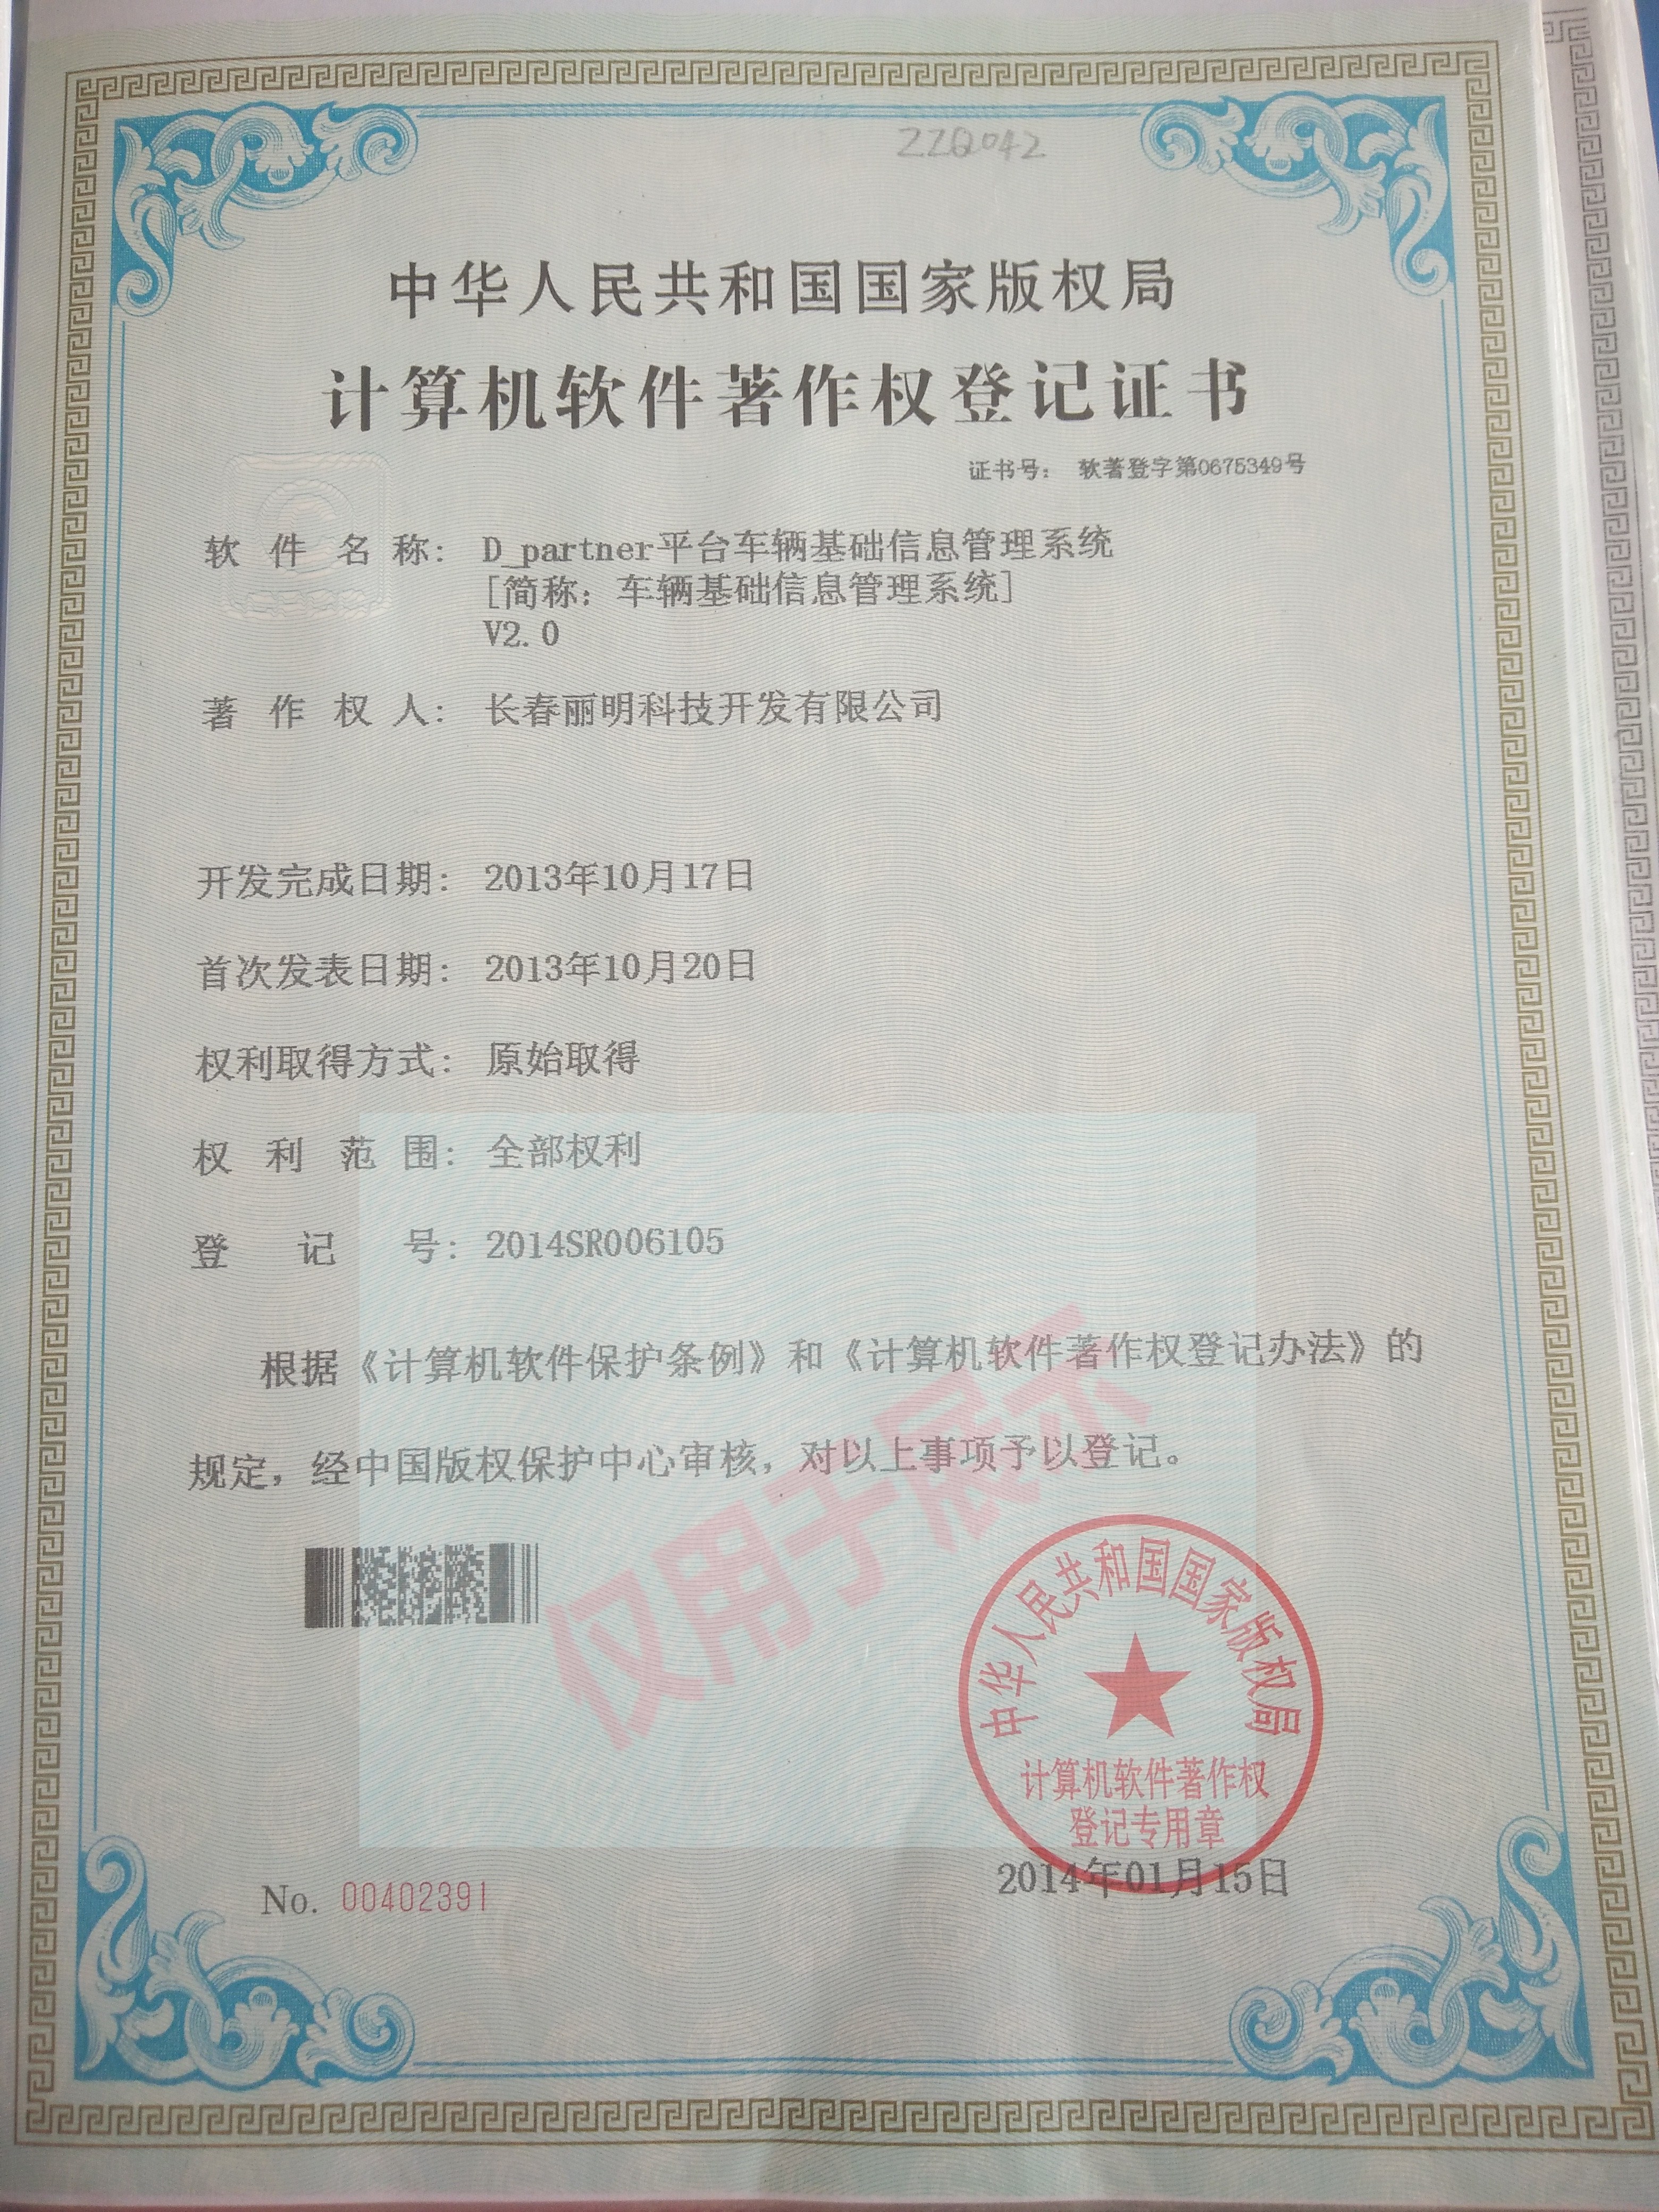 ZZQ042
中华人民共和国国家版权局
计算机软件著作权登记证书
证书号： 软著登字第0675349号
软件名称： D_partner平台车辆基础信息管理系统
[简称：车辆基础信息管理系统]
V2.0
著作权人： 长春丽明科技开发有限公司
开发完成日期： 2013年10月17日
首次发表日期： 2013年10月20日
权利取得方式： 原始取得
权利范围： 全部权利
登记号： 2014SR006105
根据《计算机软件保护条例》和《计算机软件著作权登记办法》的
规定，经中国版权保护中心审核，对以上事项予以登记。
仅用于展示
中华人民共和国国家版权局
计算机软件著作权
登记专用章
No. 00402391
2014年01月15日